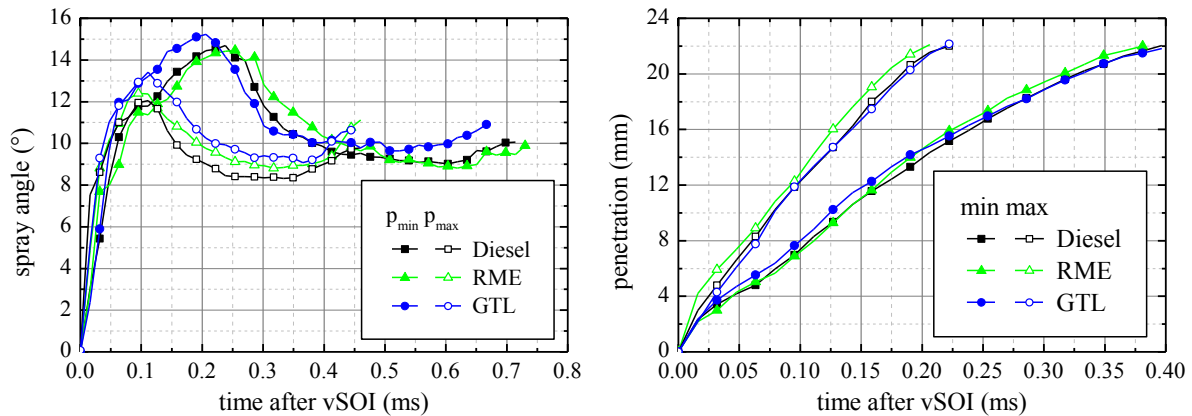 16
14
12
10
8
6
4
2
0
spray angle (°)
p_min p_max
Diesel
RME
GTL
0.0 0.1 0.2 0.3 0.4 0.5 0.6 0.7 0.8
time after vSOI (ms)
24
20
16
12
8
4
0
penetration (mm)
min max
Diesel
RME
GTL
0.00 0.05 0.10 0.15 0.20 0.25 0.30 0.35 0.40
time after vSOI (ms)